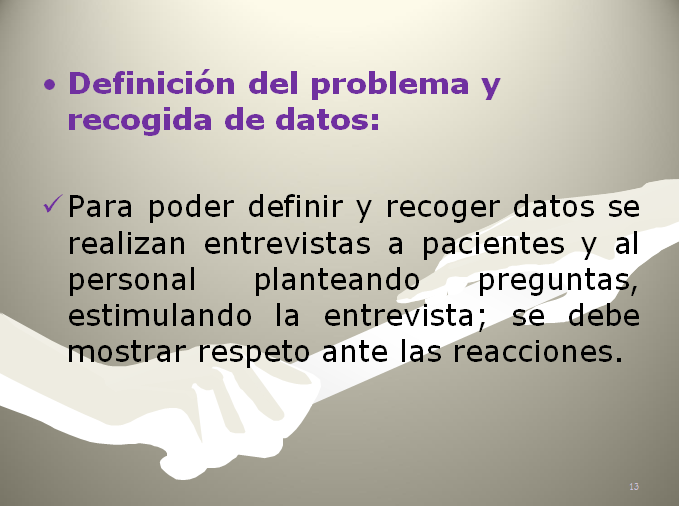 • Definición del problema y
recogida de datos:
✓ Para poder definir y recoger datos se
realizan entrevistas a pacientes y al
personal planteando preguntas,
estimulando la entrevista; se debe
mostrar respeto ante las reacciones.
13